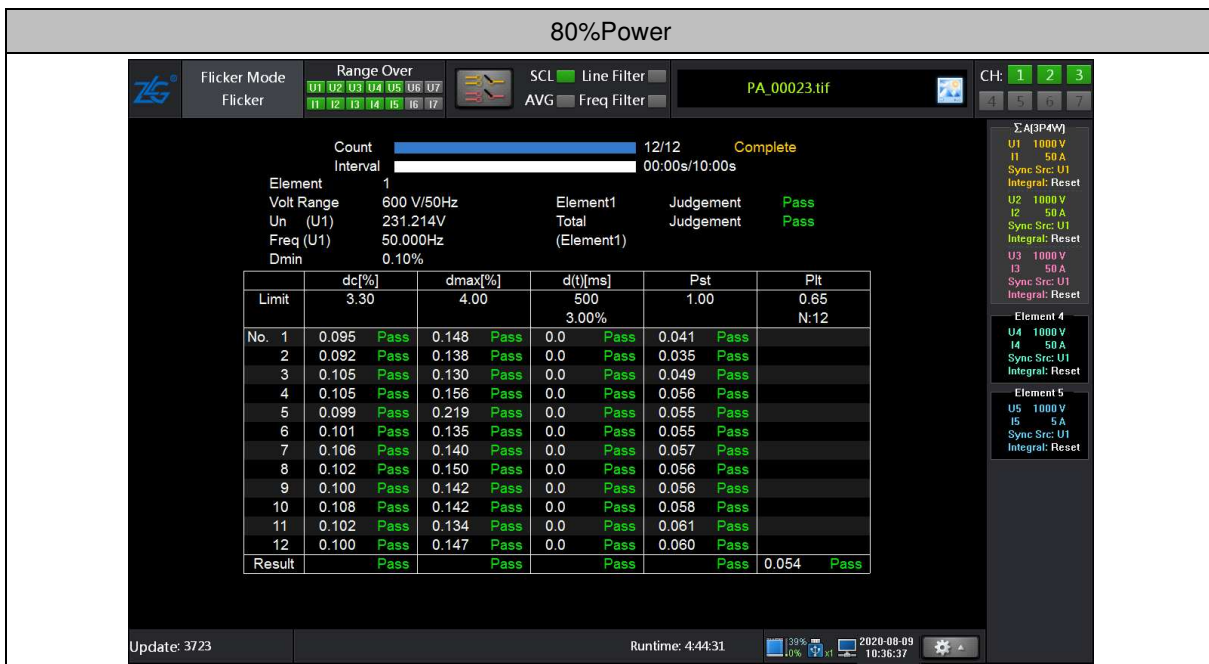 80%Power
ZLG® Flicker Mode Range Over SCL Line Filter PA_00023.tif CH: 1 2 3
Flicker U1 U2 U3 U4 U5 U6 U7 AVG Freq Filter 4 5 6 7
I1 I2 I3 I4 I5 I6 I7
Count 12/12 Complete
Interval 00:00s/10:00s
Element 1
Volt Range 600 V/50Hz Element1 Judgement Pass
Un (U1) 231.214V Total Judgement Pass
Freq (U1) 50.000Hz (Element1)
Dmin 0.10%
dc[%] dmax[%] d(t)[ms] Pst Plt
Limit 3.30 4.00 500 1.00 0.65
3.00% N:12
No. 1 0.095 Pass 0.148 Pass 0.0 Pass 0.041 Pass
2 0.092 Pass 0.138 Pass 0.0 Pass 0.035 Pass
3 0.105 Pass 0.130 Pass 0.0 Pass 0.049 Pass
4 0.105 Pass 0.156 Pass 0.0 Pass 0.056 Pass
5 0.099 Pass 0.219 Pass 0.0 Pass 0.055 Pass
6 0.101 Pass 0.135 Pass 0.0 Pass 0.055 Pass
7 0.106 Pass 0.140 Pass 0.0 Pass 0.057 Pass
8 0.102 Pass 0.150 Pass 0.0 Pass 0.056 Pass
9 0.100 Pass 0.142 Pass 0.0 Pass 0.056 Pass
10 0.108 Pass 0.142 Pass 0.0 Pass 0.058 Pass
11 0.102 Pass 0.134 Pass 0.0 Pass 0.061 Pass
12 0.100 Pass 0.147 Pass 0.0 Pass 0.060 Pass
Result Pass Pass Pass Pass 0.054 Pass
ΣA(3P4W)
U1 1000 V
I1 50 A
Sync Src: U1
Integral: Reset
U2 1000 V
I2 50 A
Sync Src: U1
Integral: Reset
U3 1000 V
I3 50 A
Sync Src: U1
Integral: Reset
Element 4
U4 1000 V
I4 50 A
Sync Src: U1
Integral: Reset
Element 5
U5 1000 V
I5 5 A
Sync Src: U1
Integral: Reset
Update: 3723 Runtime: 4:44:31 39% 0% x1 2020-08-09
10:36:37